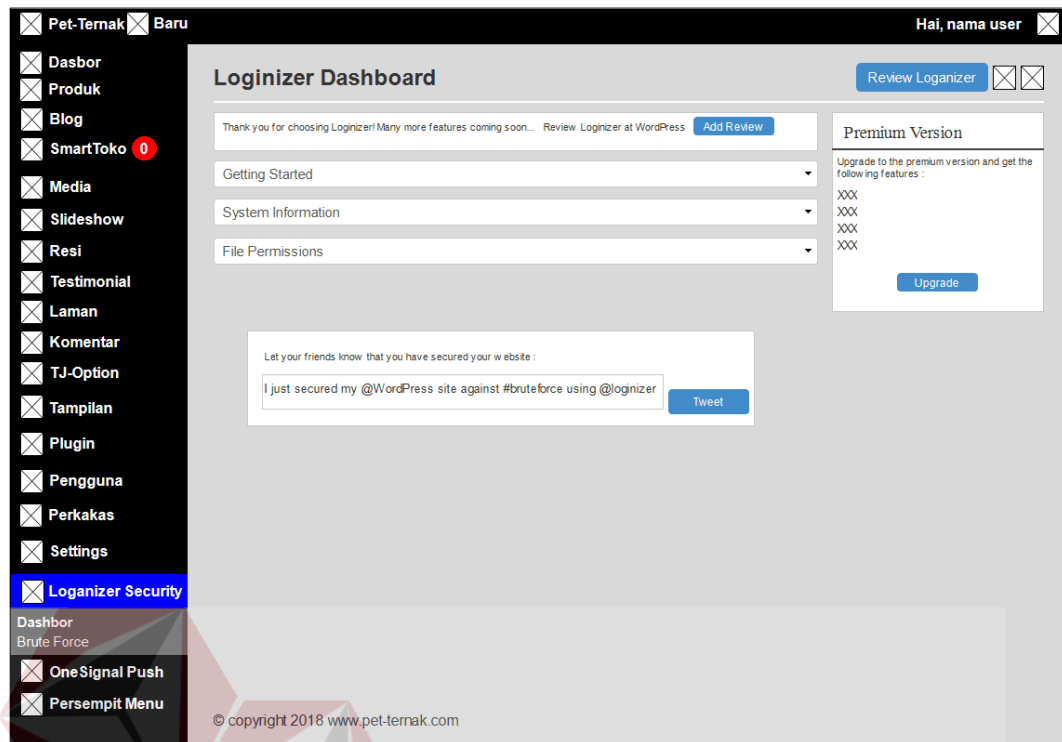 Pet-Ternak Baru
Hai, nama user
Dasbor
Produk
Blog
SmartToko 0
Media
Slideshow
Resi
Testimonial
Laman
Komentar
TJ-Option
Tampilan
Plugin
Pengguna
Perkakas
Settings
Loganizer Security
Dashbor
Brute Force
OneSignal Push
Persempit Menu
Loginizer Dashboard
Review Loganizer
Thank you for choosing Loginizer! Many more features coming soon... Review Loginizer at WordPress Add Review
Getting Started
System Information
File Permissions
Premium Version
Upgrade to the premium version and get the
following features :
XXX
XXX
XXX
XXX
Upgrade
Let your friends know that you have secured your website :
I just secured my @WordPress site against #bruteforce using @loginizer
Tweet
© copyright 2018 www.pet-ternak.com